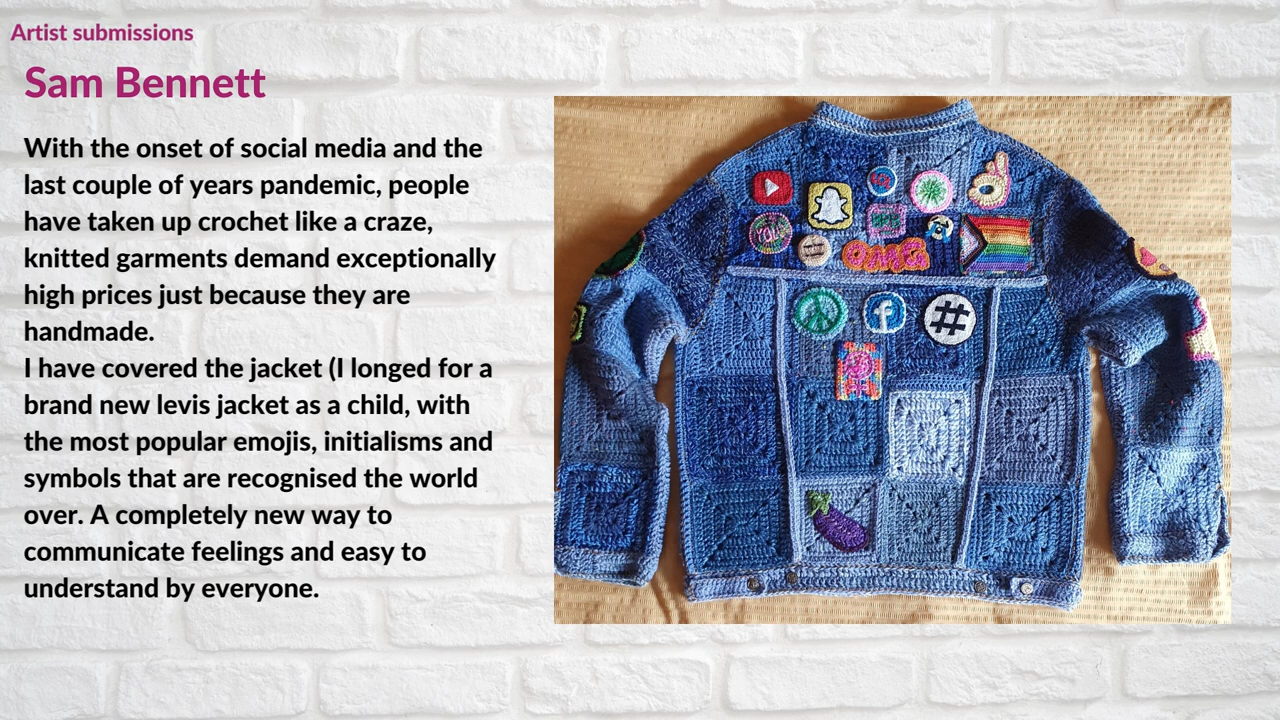 Artist submissions
Sam Bennett
With the onset of social media and the
last couple of years pandemic, people
have taken up crochet like a craze,
knitted garments demand exceptionally
high prices just because they are
handmade.
I have covered the jacket (I longed for a
brand new levis jacket as a child, with
the most popular emojis, initialisms and
symbols that are recognised the world
over. A completely new way to
communicate feelings and easy to
understand by everyone.
OMG
f
#